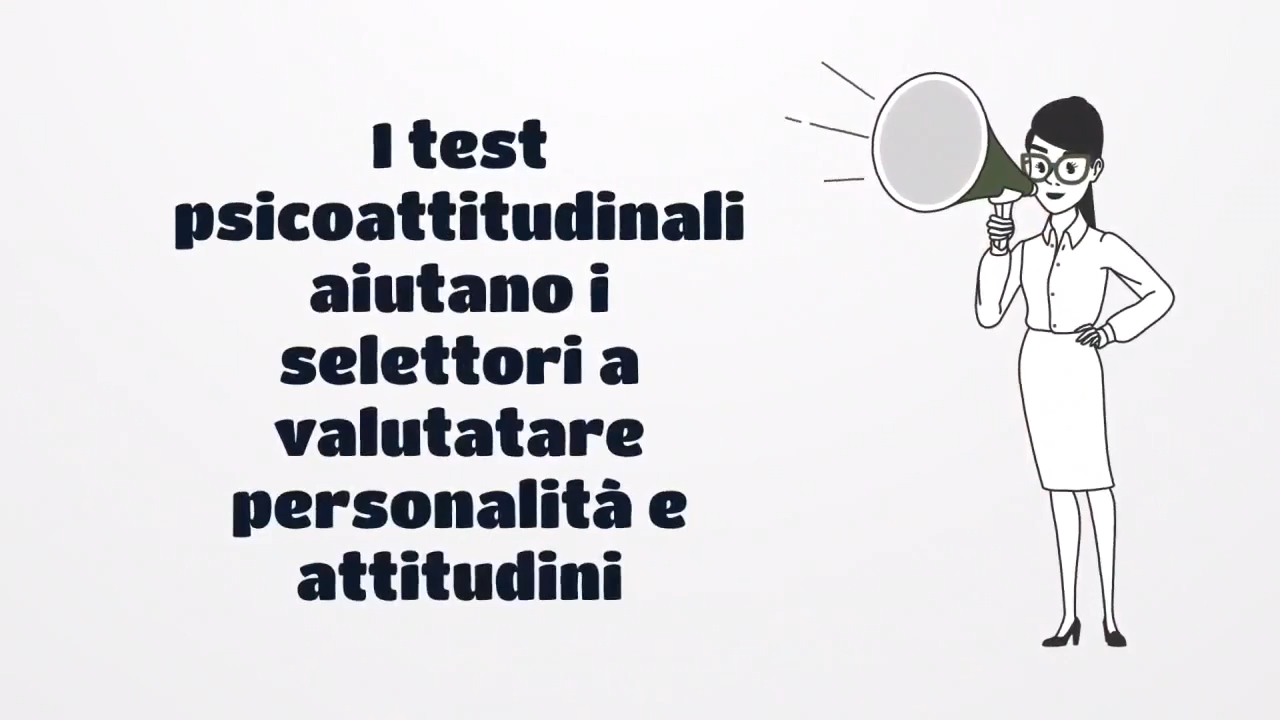 I test
psicoattitudinali
aiutano i
selettori a
valutatare
personalità e
attitudini